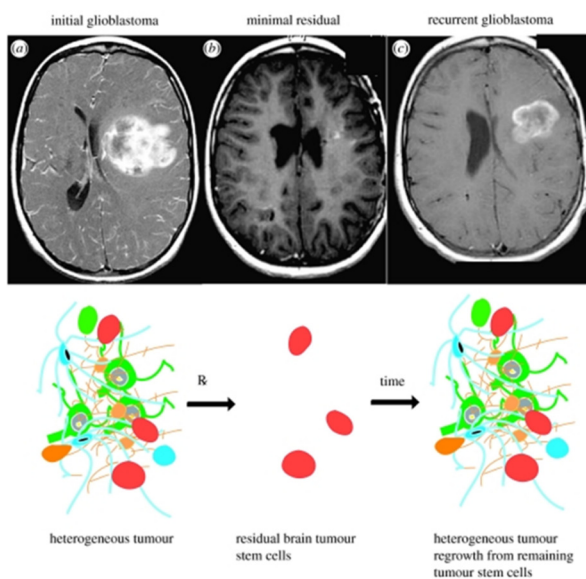 initial glioblastoma
minimal residual
recurrent glioblastoma
(a)
(b)
(c)
R
time
heterogeneous tumour
residual brain tumour
stem cells
heterogeneous tumour
regrowth from remaining
tumour stem cells